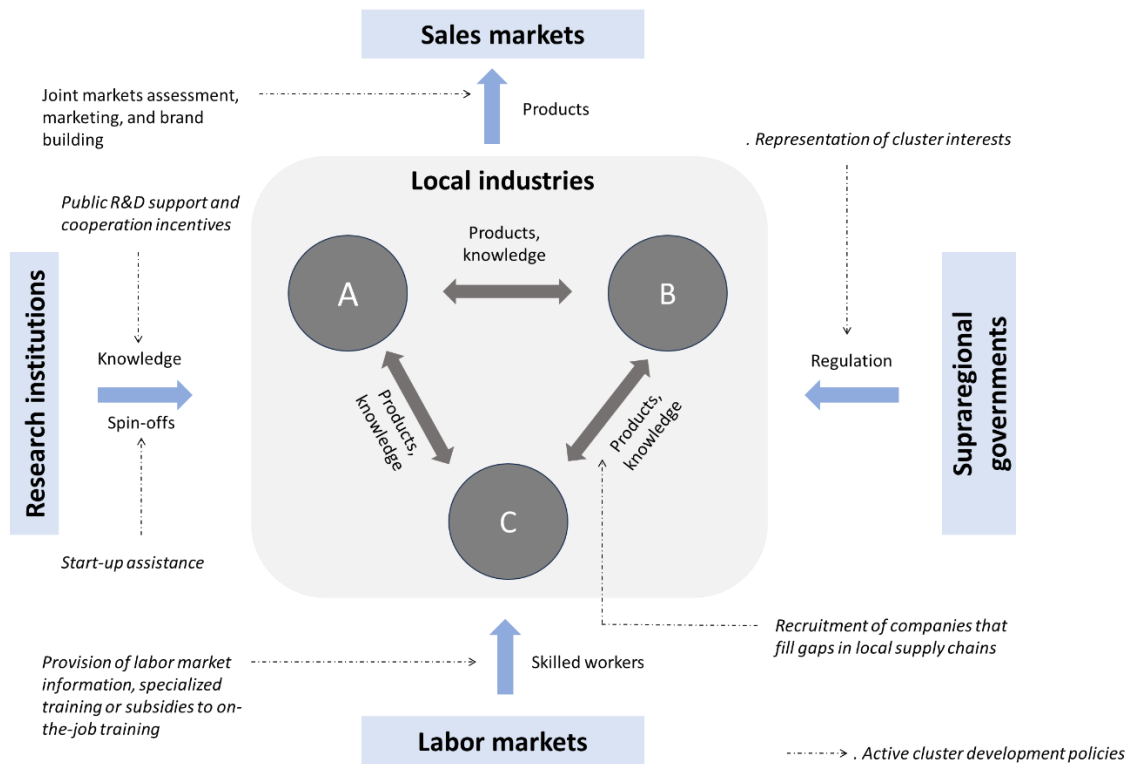 Sales markets
Joint markets assessment,
marketing, and brand
building
Products
. Representation of cluster interests
Local industries
Public R&D support and
cooperation incentives
Products,
knowledge
A
B
Research institutions
Knowledge
Spin-offs
Regulation
Supraregional
governments
Products,
knowledge
Products,
knowledge
C
Start-up assistance
Recruitment of companies that
fill gaps in local supply chains
Provision of labor market
information, specialized
training or subsidies to on-
the-job training
Skilled workers
Labor markets
. Active cluster development policies